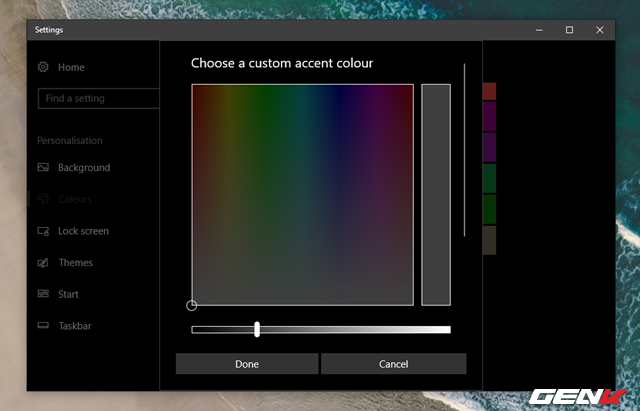 Settings
Home
Find a setting
Personalisation
Background
Colours
Lock screen
Themes
Start
Taskbar
Choose a custom accent colour
Done
Cancel
GENK